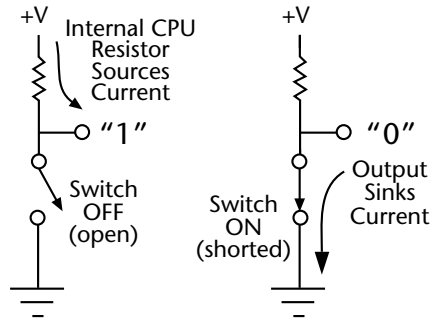 +V
Internal CPU
Resistor
Sources
Current
"1"
Switch
OFF
(open)
+V
"0"
Switch
ON
(shorted)
Output
Sinks
Current